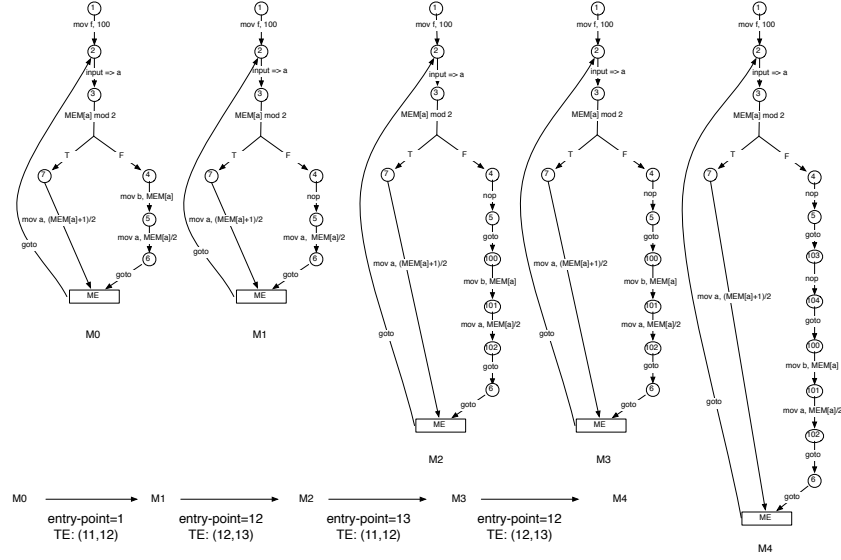 1
mov f, 100
2
input => a
3
MEM[a] mod 2
T
F
7
4
mov b, MEM[a]
5
mov a, (MEM[a]+1)/2
mov a, MEM[a]/2
goto
6
goto
ME
M0
1
mov f, 100
2
input => a
3
MEM[a] mod 2
T
F
7
4
nop
5
mov a, (MEM[a]+1)/2
mov a, MEM[a]/2
goto
6
goto
ME
M1
1
mov f, 100
2
input => a
3
MEM[a] mod 2
T
F
7
4
nop
5
goto
100
mov a, (MEM[a]+1)/2
mov b, MEM[a]
101
mov a, MEM[a]/2
goto
102
goto
6
goto
ME
M2
1
mov f, 100
2
input => a
3
MEM[a] mod 2
T
F
7
4
nop
5
goto
100
mov a, (MEM[a]+1)/2
mov b, MEM[a]
101
mov a, MEM[a]/2
goto
102
goto
6
goto
ME
M3
1
mov f, 100
2
input => a
3
MEM[a] mod 2
T
F
7
4
nop
5
goto
103
nop
mov a, (MEM[a]+1)/2
104
goto
100
mov b, MEM[a]
101
goto
mov a, MEM[a]/2
102
goto
6
goto
ME
M4
M0 M1 M2 M3 M4
entry-point=1 entry-point=12 entry-point=13 entry-point=12
TE: (11,12) TE: (12,13) TE: (11,12) TE: (12,13)